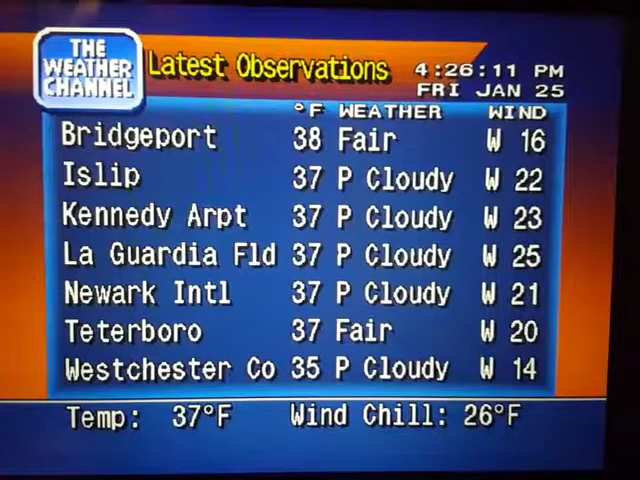 THE
WEATHER
CHANNEL
Latest Observations
4:26:11 PM
FRI JAN 25
°F WEATHER WIND
Bridgeport 38 Fair W 16
Islip 37 P Cloudy W 22
Kennedy Arpt 37 P Cloudy W 23
La Guardia Fld 37 P Cloudy W 25
Newark Intl 37 P Cloudy W 21
Teterboro 37 Fair W 20
Westchester Co 35 P Cloudy W 14
Temp: 37°F Wind Chill: 26°F